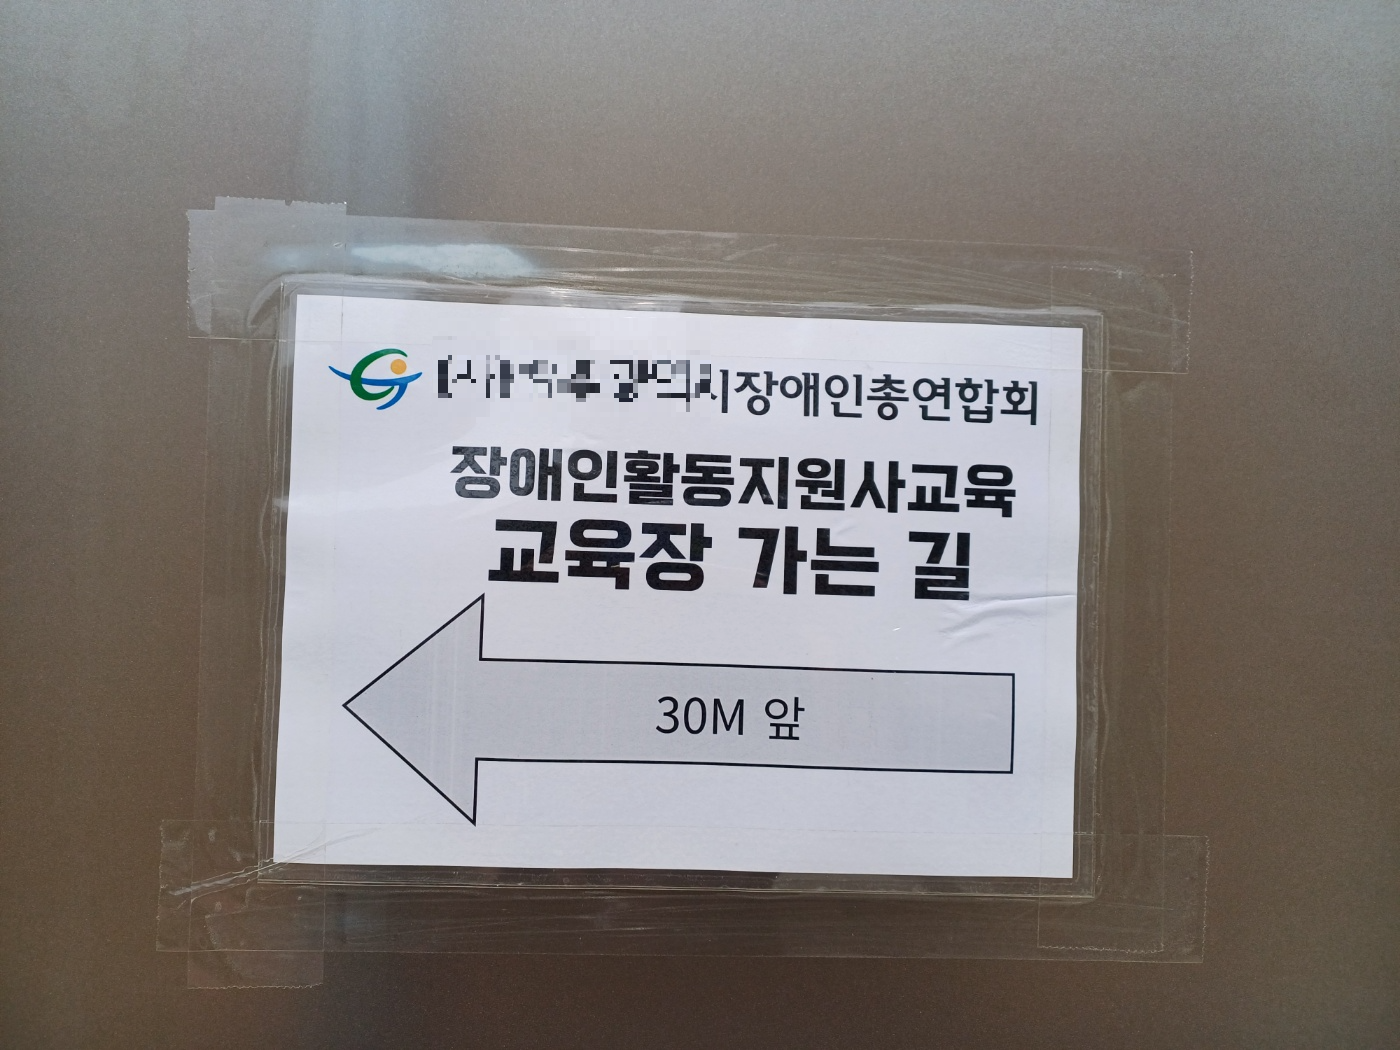 시장애인총연합회
장애인활동지원사교육
교육장 가는 길
30M 앞